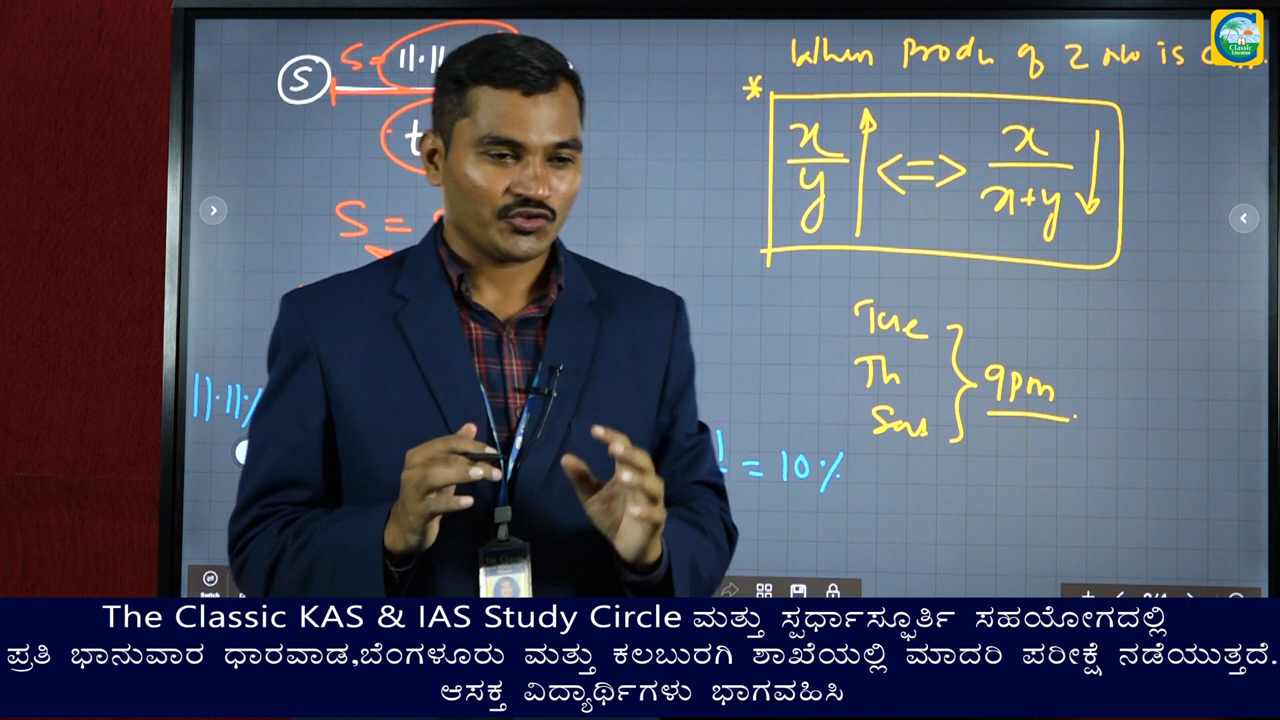 Classic
Education
S
S = 11.11
t
When Produ of 2 No is
*
x/y ↑ <=> x/x+y ↓
S =
Tue
Th
9pm
11.11%
= 10%
The Classic KAS & IAS Study Circle ಮತ್ತು ಸ್ಪರ್ಧಾಸ್ಫೂರ್ತಿ ಸಹಯೋಗದಲ್ಲಿ
ಪ್ರತಿ ಭಾನುವಾರ ಧಾರವಾಡ,ಬೆಂಗಳೂರು ಮತ್ತು ಕಲಬುರಗಿ ಶಾಖೆಯಲ್ಲಿ ಮಾದರಿ ಪರೀಕ್ಷೆ ನಡೆಯುತ್ತದೆ.
ಆಸಕ್ತ ವಿದ್ಯಾರ್ಥಿಗಳು ಭಾಗವಹಿಸಿ